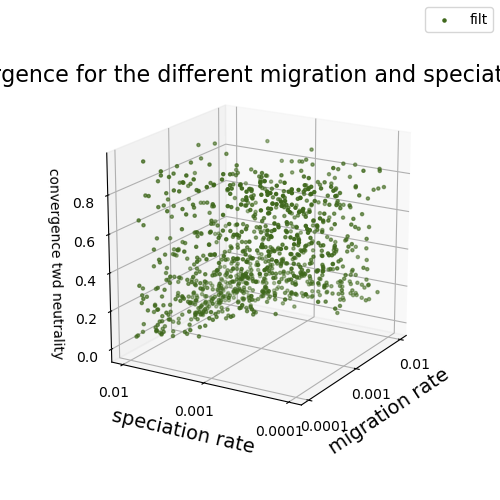 filt
rgence for the different migration and speciat
0.8
0.6
0.4
0.2
0.0
convergence twd neutrality
0.01
0.001
0.0001
speciation rate
0.0001
0.001
0.01
migration rate